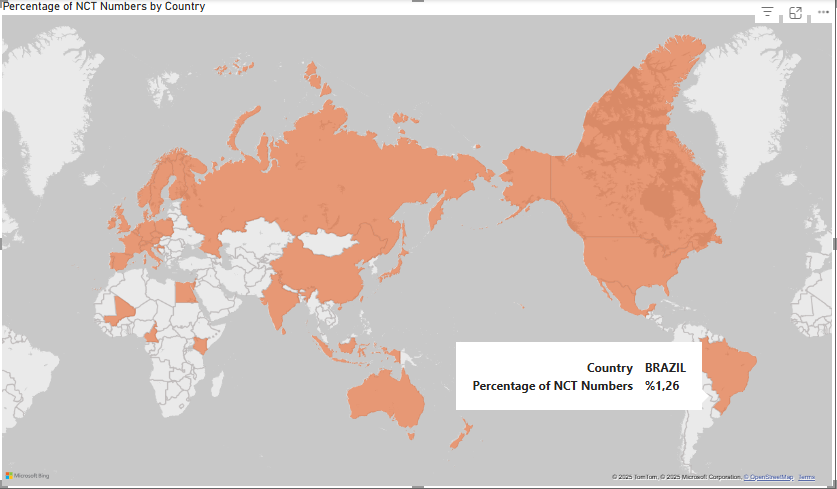 Percentage of NCT Numbers by Country
Country BRAZIL
Percentage of NCT Numbers %1,26
Microsoft Bing
© 2025 TomTom, © 2025 Microsoft Corporation, © OpenStreetMap Terms